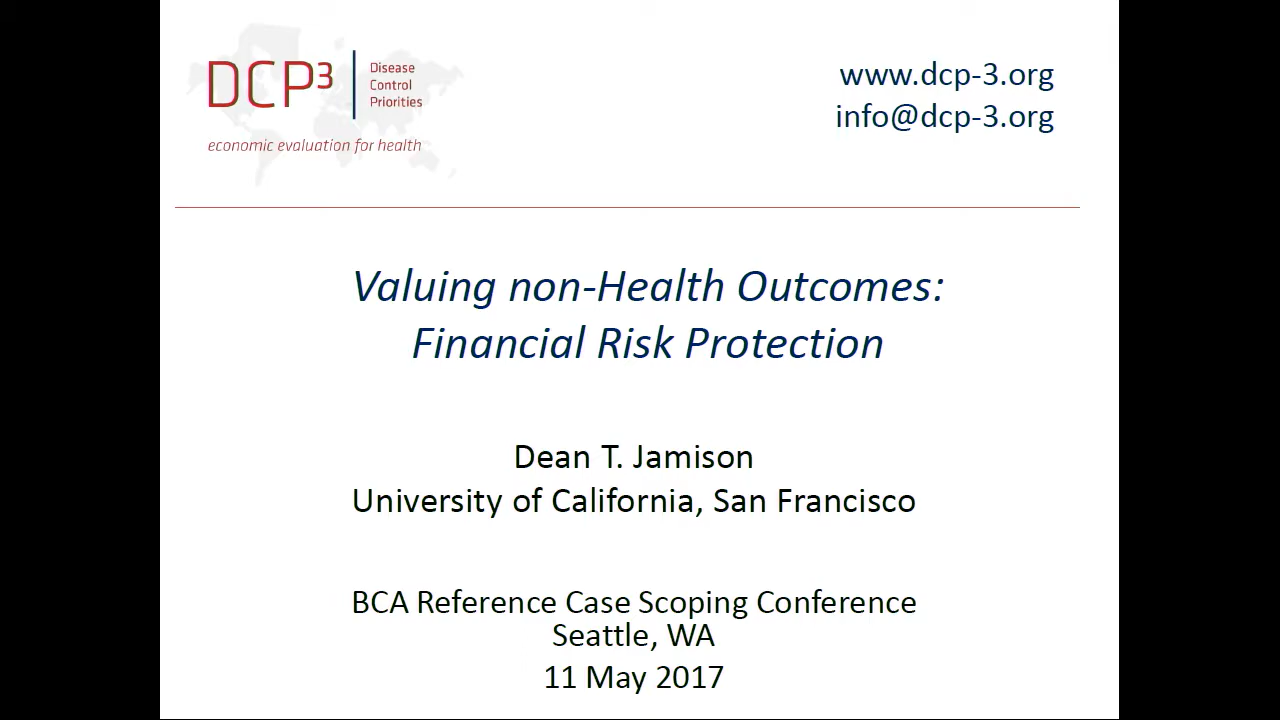 DCP3
Disease
Control
Priorities
economic evaluation for health
www.dcp-3.org
info@dcp-3.org
Valuing non-Health Outcomes:
Financial Risk Protection
Dean T. Jamison
University of California, San Francisco
BCA Reference Case Scoping Conference
Seattle, WA
11 May 2017